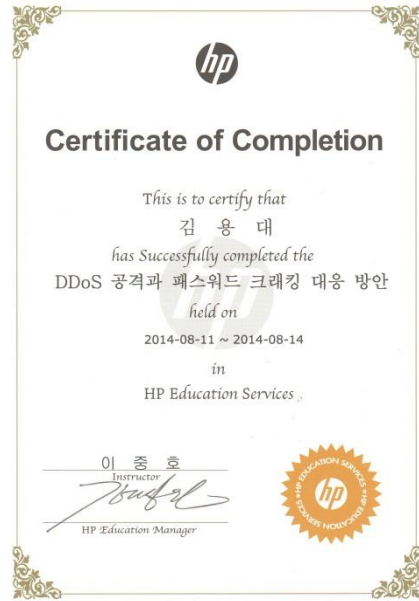 hp
Certificate of Completion
This is to certify that
김 용 대
has Successfully completed the
DDoS 공격과 패스워드 크래킹 대응 방안
held on
2014-08-11 ~ 2014-08-14
in
HP Education Services
이 중 호
Instructor
HP Education Manager
HP EDUCATION SERVICES
hp